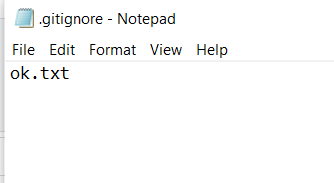 .gitignore - Notepad
File Edit Format View Help
ok.txt